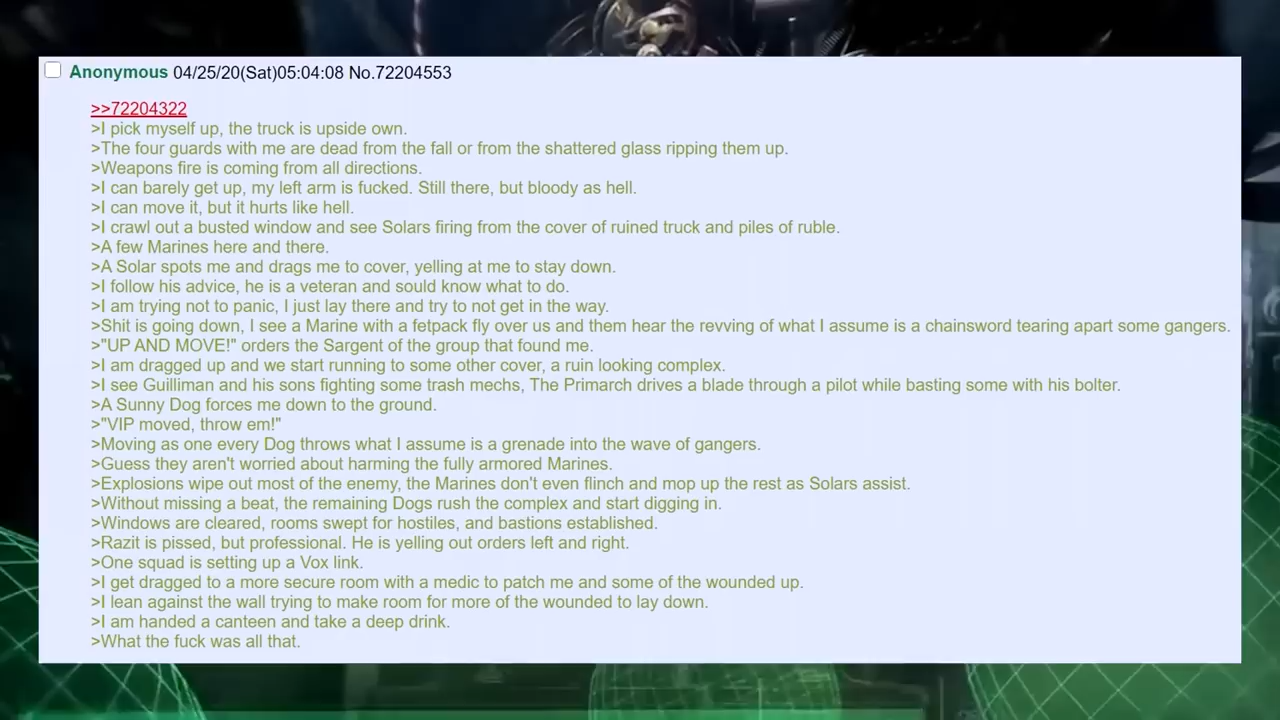 Anonymous 04/25/20(Sat)05:04:08 No.72204553
>>72204322
>I pick myself up, the truck is upside own.
>The four guards with me are dead from the fall or from the shattered glass ripping them up.
>Weapons fire is coming from all directions.
>I can barely get up, my left arm is fucked. Still there, but bloody as hell.
>I can move it, but it hurts like hell.
>I crawl out a busted window and see Solars firing from the cover of ruined truck and piles of ruble.
>A few Marines here and there.
>A Solar spots me and drags me to cover, yelling at me to stay down.
>I follow his advice, he is a veteran and sould know what to do.
>I am trying not to panic, I just lay there and try to not get in the way.
>Shit is going down, I see a Marine with a fetpack fly over us and them hear the revving of what I assume is a chainsword tearing apart some gangers.
>"UP AND MOVE!" orders the Sargent of the group that found me.
>I am dragged up and we start running to some other cover, a ruin looking complex.
>I see Guilliman and his sons fighting some trash mechs, The Primarch drives a blade through a pilot while basting some with his bolter.
>A Sunny Dog forces me down to the ground.
>"VIP moved, throw em!"
>Moving as one every Dog throws what I assume is a grenade into the wave of gangers.
>Guess they aren't worried about harming the fully armored Marines.
>Explosions wipe out most of the enemy, the Marines don't even flinch and mop up the rest as Solars assist.
>Without missing a beat, the remaining Dogs rush the complex and start digging in.
>Windows are cleared, rooms swept for hostiles, and bastions established.
>Razit is pissed, but professional. He is yelling out orders left and right.
>One squad is setting up a Vox link.
>I get dragged to a more secure room with a medic to patch me and some of the wounded up.
>I lean against the wall trying to make room for more of the wounded to lay down.
>I am handed a canteen and take a deep drink.
>What the fuck was all that.